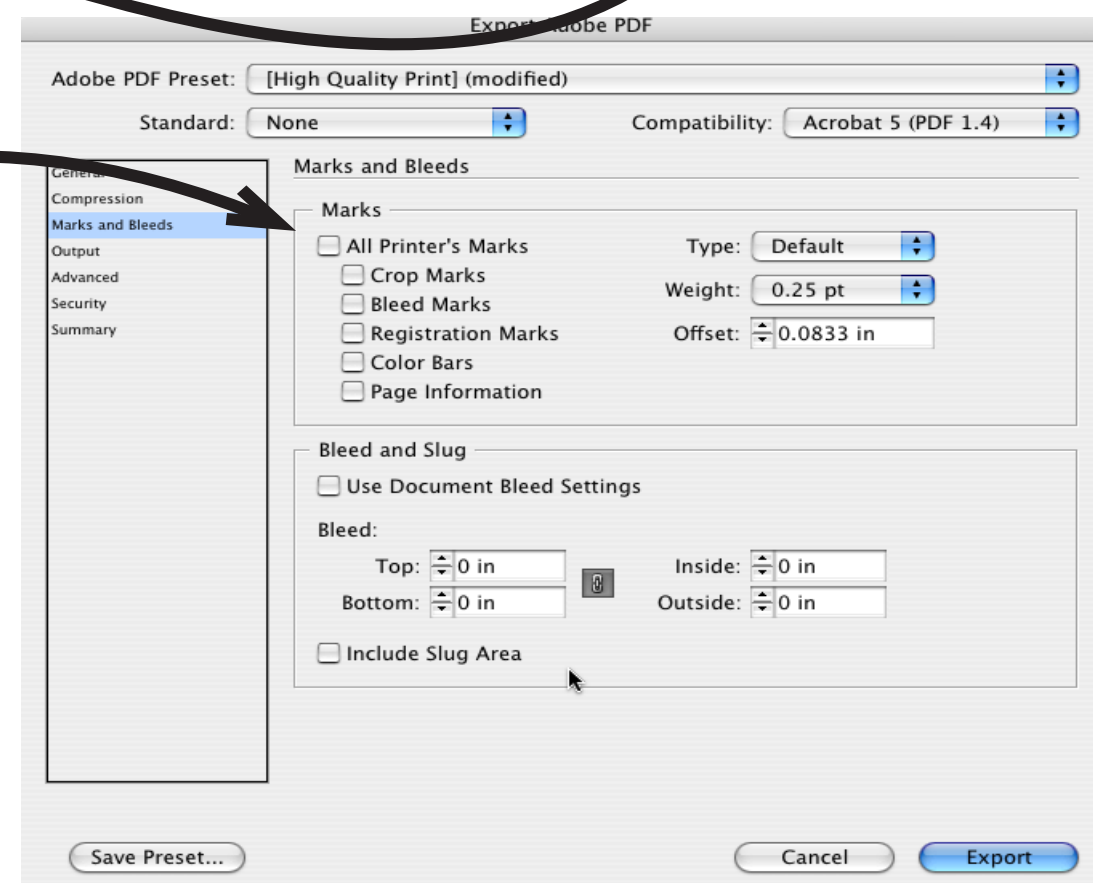 Export Adobe PDF
Adobe PDF Preset: [High Quality Print] (modified)
Standard: None Compatibility: Acrobat 5 (PDF 1.4)
General
Compression
Marks and Bleeds
Output
Advanced
Security
Summary
Marks and Bleeds
Marks
All Printer's Marks
Crop Marks
Bleed Marks
Registration Marks
Color Bars
Page Information
Type: Default
Weight: 0.25 pt
Offset: 0.0833 in
Bleed and Slug
Use Document Bleed Settings
Bleed:
Top: 0 in Inside: 0 in
Bottom: 0 in Outside: 0 in
Include Slug Area
Save Preset... Cancel Export